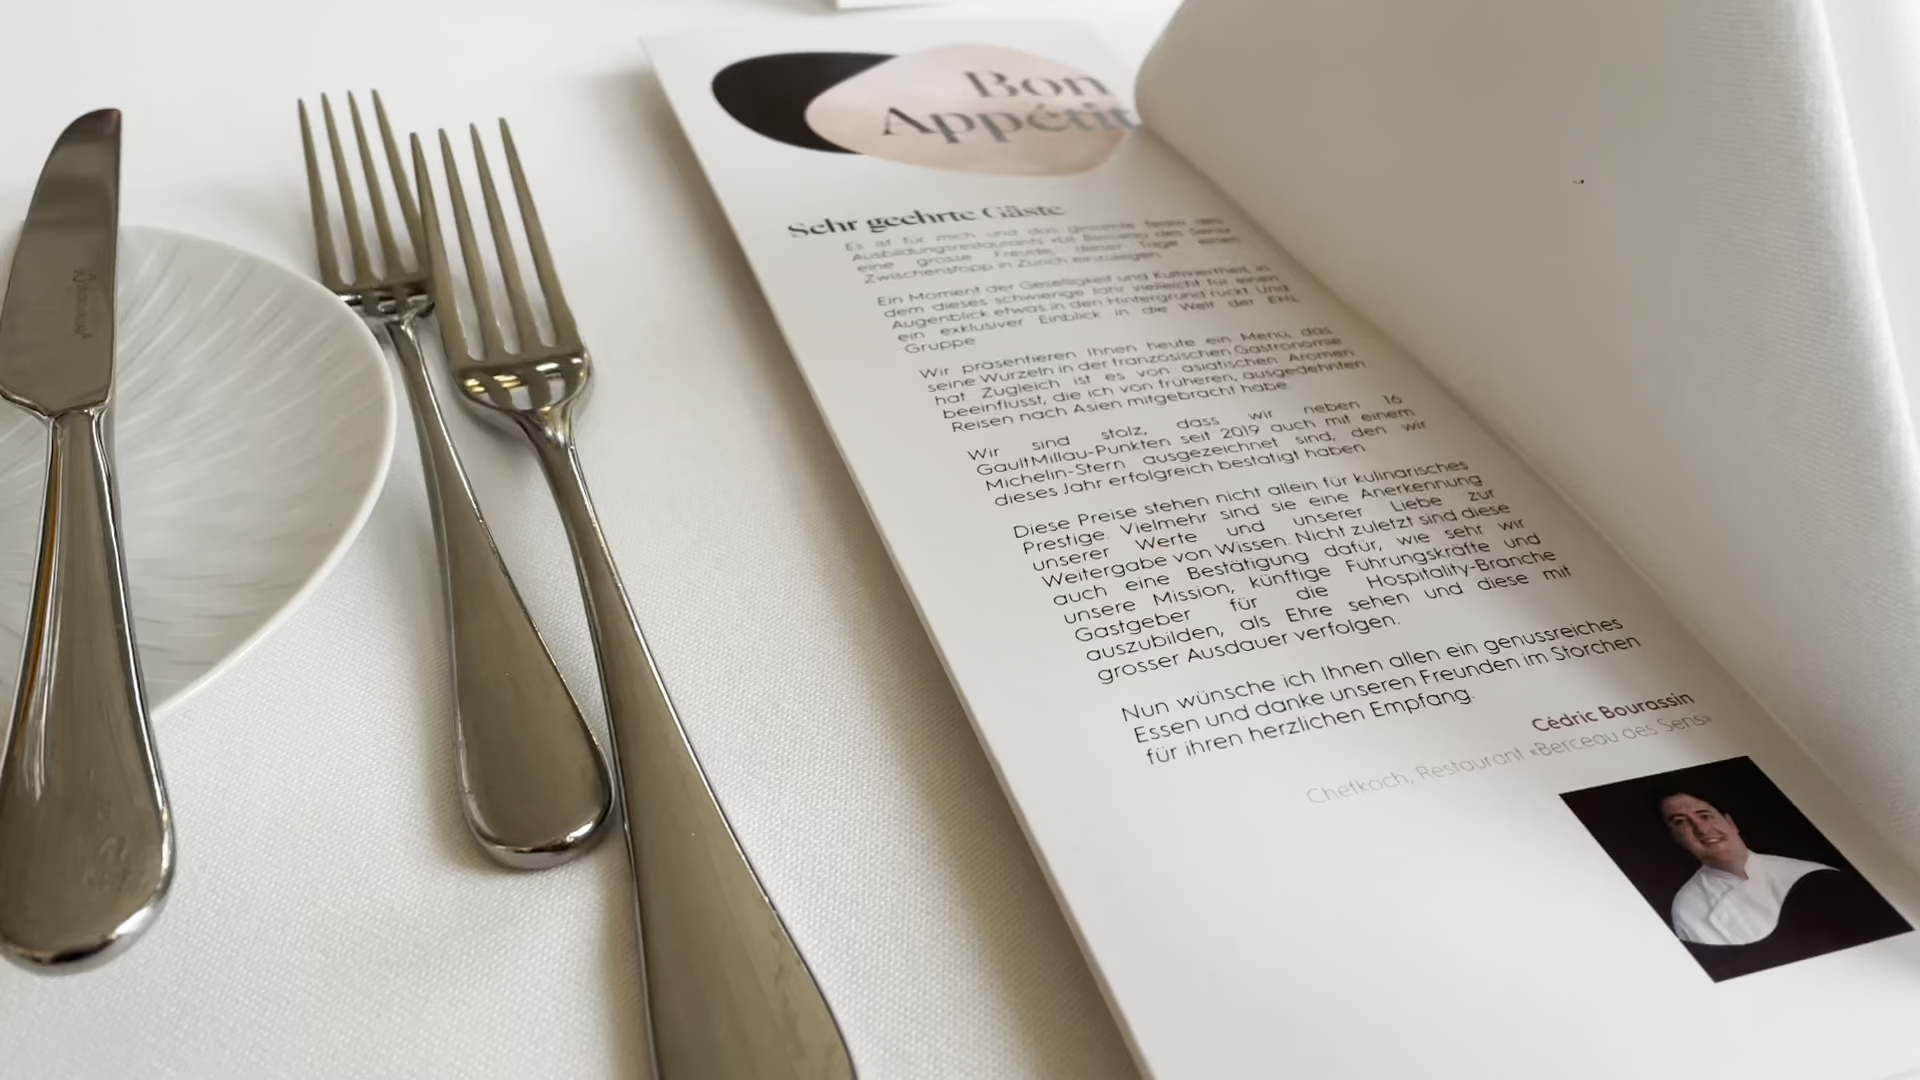 Bon
Appétit
Sehr geehrte Gäste
Es ist für mich und das gesamte Team des
Ausbildungsrestaurants «Le Berceau des Sens»
eine grosse Freude, dieser Tage einen
Zwischenstopp in Zürich einzulegen.
Ein Moment der Geselligkeit und Kultiviertheit, in
dem dieses schwierige Jahr vielleicht für einen
Augenblick etwas in den Hintergrund rückt. Und
ein exklusiver Einblick in die Welt der EHL
Gruppe
Wir präsentieren Ihnen heute ein Menü, das
seine Wurzeln in der französischen Gastronomie
hat. Zugleich ist es von asiatischen Aromen
beeinflusst, die ich von früheren, ausgedehnten
Reisen nach Asien mitgebracht habe.
Wir sind stolz, dass wir neben 16
GaultMillau-Punkten seit 2019 auch mit einem
Michelin-Stern ausgezeichnet sind, den wir
dieses Jahr erfolgreich bestätigt haben.
Diese Preise stehen nicht allein für kulinarisches
Prestige. Vielmehr sind sie eine Anerkennung
unserer Werte und unserer Liebe zur
Weitergabe von Wissen. Nicht zuletzt sind diese
auch eine Bestätigung dafür, wie sehr wir
unsere Mission, künftige Führungskräfte und
Gastgeber für die Hospitality-Branche
auszubilden, als Ehre sehen und diese mit
grosser Ausdauer verfolgen.
Nun wünsche ich Ihnen allen ein genussreiches
Essen und danke unseren Freunden im Storchen
für ihren herzlichen Empfang.
Cédric Bourassin
Chefkoch, Restaurant «Berceau des Sens»